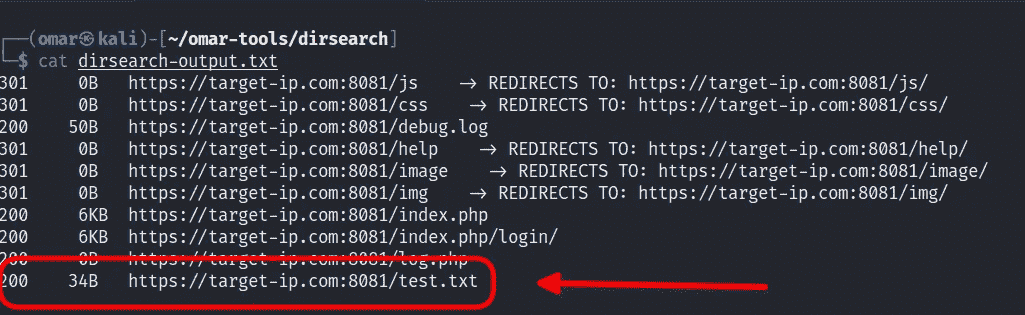 (omar㉿kali)-[~/omar-tools/dirsearch]
$ cat dirsearch-output.txt
301 0B https://target-ip.com:8081/js → REDIRECTS TO: https://target-ip.com:8081/js/
301 0B https://target-ip.com:8081/css → REDIRECTS TO: https://target-ip.com:8081/css/
200 50B https://target-ip.com:8081/debug.log
301 0B https://target-ip.com:8081/help → REDIRECTS TO: https://target-ip.com:8081/help/
301 0B https://target-ip.com:8081/image → REDIRECTS TO: https://target-ip.com:8081/image/
301 0B https://target-ip.com:8081/img → REDIRECTS TO: https://target-ip.com:8081/img/
200 6KB https://target-ip.com:8081/index.php
200 6KB https://target-ip.com:8081/index.php/login/
200 0B https://target-ip.com:8081/log.php
200 34B https://target-ip.com:8081/test.txt